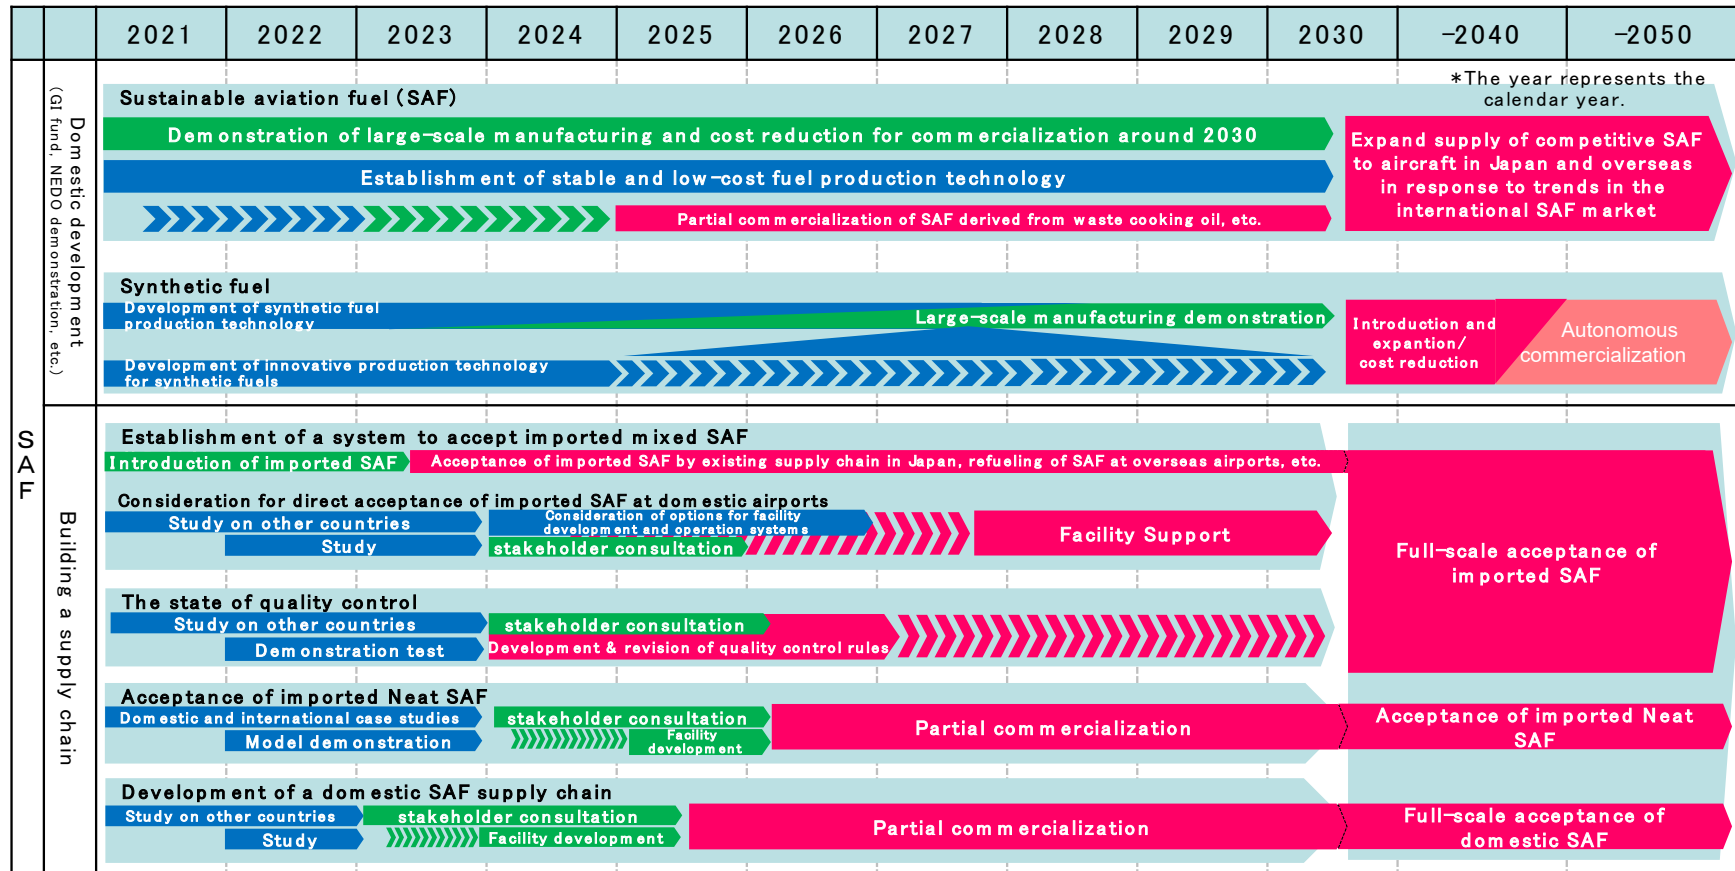 2021 2022 2023 2024 2025 2026 2027 2028 2029 2030 -2040 -2050
*The year represents the
calendar year.
SAF
Domestic development
(GI fund, NEDO demonstration, etc.)
Sustainable aviation fuel (SAF)
Demonstration of large-scale manufacturing and cost reduction for commercialization around 2030
Establishment of stable and low-cost fuel production technology
Partial commercialization of SAF derived from waste cooking oil, etc.
Expand supply of competitive SAF
to aircraft in Japan and overseas
in response to trends in the
international SAF market
Synthetic fuel
Development of synthetic fuel
production technology
Large-scale manufacturing demonstration
Development of innovative production technology
for synthetic fuels
Introduction and
expantion/
cost reduction
Autonomous
commercialization
Building a supply chain
Establishment of a system to accept imported mixed SAF
Introduction of imported SAF
Acceptance of imported SAF by existing supply chain in Japan, refueling of SAF at overseas airports, etc.
Consideration for direct acceptance of imported SAF at domestic airports
Study on other countries
Study
Consideration of options for facility
development and operation systems
stakeholder consultation
Facility Support
Full-scale acceptance of
imported SAF
The state of quality control
Study on other countries
Demonstration test
stakeholder consultation
Development & revision of quality control rules
Acceptance of imported Neat SAF
Domestic and international case studies
Model demonstration
stakeholder consultation
Facility
development
Partial commercialization
Acceptance of imported Neat
SAF
Development of a domestic SAF supply chain
Study on other countries
Study
stakeholder consultation
Facility development
Partial commercialization
Full-scale acceptance of
domestic SAF